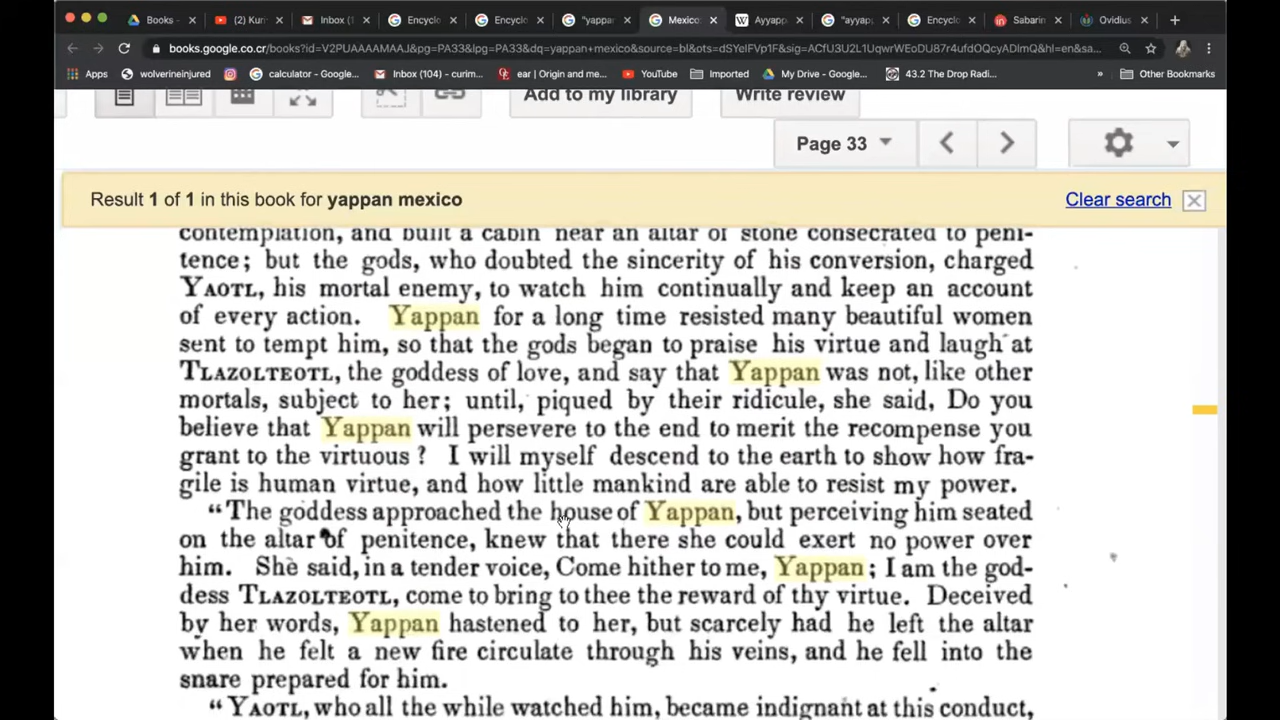 Books -
(2) Kur
Inbox (1
Encyclo
Encyclo
"yappan
Mexico:
Ayyapp
"ayyap
Encyclo
Sabarin
Ovidius
books.google.co.cr/books?id=V2PUAAAAMAAJ&pg=PA33&lpg=PA33&dq=yappan+mexico&source=bl&ots=dSYeIFVp1F&sig=ACfU3U2L1UqwrWEoDU87r4ufdOQcyADlmQ&hl=en&sa...
Apps
wolverineinjured
calculator - Google...
Inbox (104) - curim...
ear | Origin and me...
YouTube
Imported
My Drive - Google...
43.2 The Drop Radi...
»
Other Bookmarks
Add to my library
Write review
Page 33
Result 1 of 1 in this book for yappan mexico
Clear search
contemplation, and built a cabin near an altar of stone consecrated to peni-
tence; but the gods, who doubted the sincerity of his conversion, charged
YAOTL, his mortal enemy, to watch him continually and keep an account
of every action. Yappan for a long time resisted many beautiful women
sent to tempt him, so that the gods began to praise his virtue and laugh at
TLAZOLTEOTL, the goddess of love, and say that Yappan was not, like other
mortals, subject to her; until, piqued by their ridicule, she said, Do you
believe that Yappan will persevere to the end to merit the recompense you
grant to the virtuous? I will myself descend to the earth to show how fra-
gile is human virtue, and how little mankind are able to resist my power.
"The goddess approached the house of Yappan, but perceiving him seated
on the altar of penitence, knew that there she could exert no power over
him. She said, in a tender voice, Come hither to me, Yappan; I am the god-
dess TLAZOLTEOTL, come to bring to thee the reward of thy virtue. Deceived
by her words, Yappan hastened to her, but scarcely had he left the altar
when he felt a new fire circulate through his veins, and he fell into the
snare prepared for him.
"YAOTL, who all the while watched him, became indignant at this conduct,